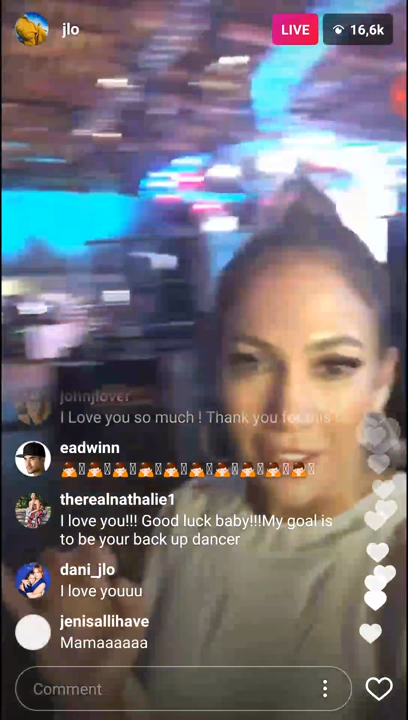 jlo
LIVE
16,6k
johnjlover
I Love you so much ! Thank you for this
eadwinn
therealnathalie1
I love you!!! Good luck baby!!!My goal is
to be your back up dancer
dani_jlo
I love youuu
jenisallihave
Mamaaaaaa
Comment